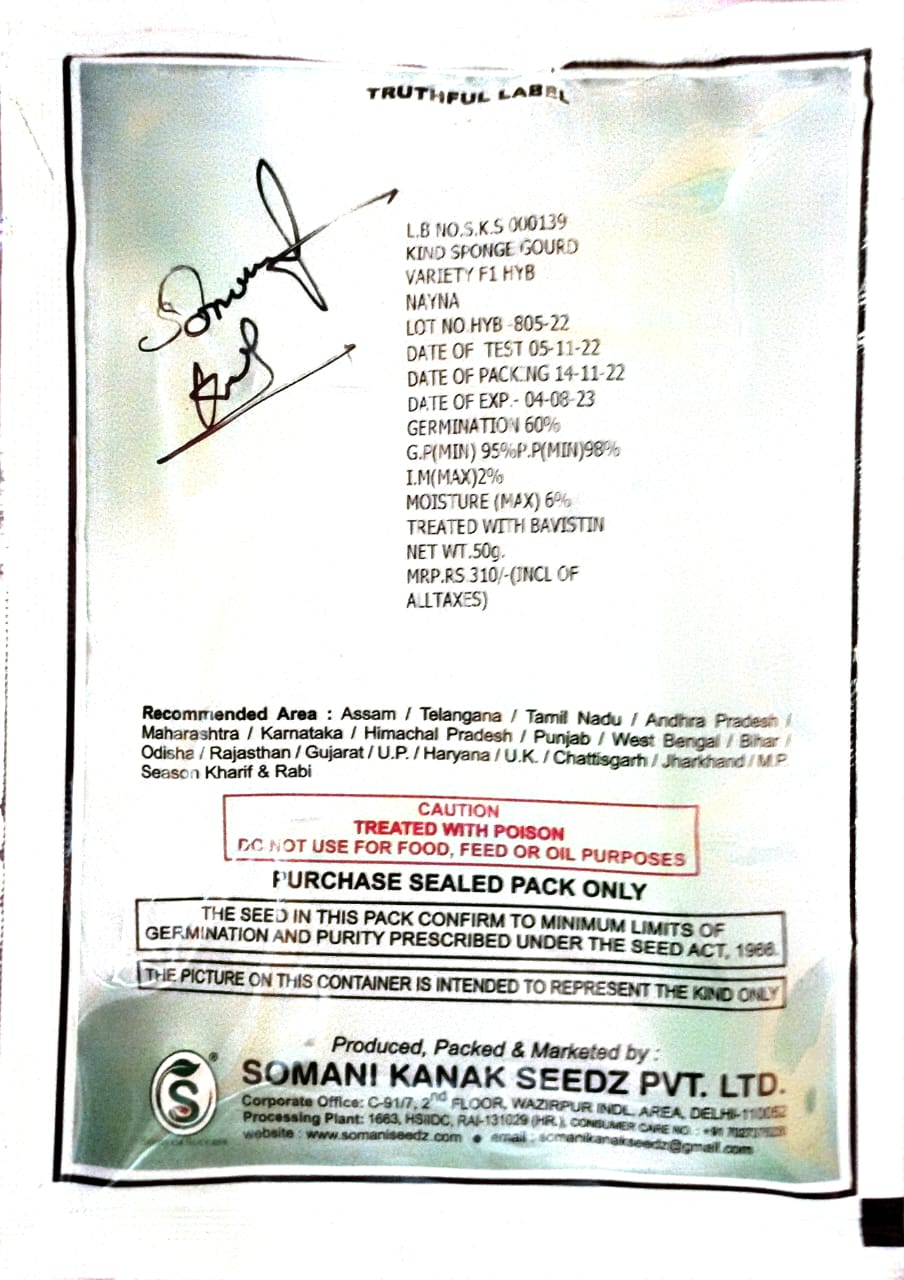 TRUTHFUL LABEL
Somany
L.B NO.S.K.S 000139
KIND SPONGE GOURD
VARIETY F1 HYB
NAYNA
LOT NO.HYB -805-22
DATE OF TEST 05-11-22
DATE OF PACKING 14-11-22
DATE OF EXP.- 04-08-23
GERMINATION 60%
G.P(MIN) 95%P.P(MIN)98%
I.M(MAX)2%
MOISTURE (MAX) 6%
TREATED WITH BAVISTIN
NET WT.50g.
MRP.RS.310/-(INCL OF
ALLTAXES)
Recommended Area : Assam / Telangana / Tamil Nadu / Andhra Pradesh /
Maharashtra / Karnataka / Himachal Pradesh / Punjab / West Bengal / Bihar /
Odisha / Rajasthan / Gujarat / U.P. / Haryana / U.K. / Chattisgarh / Jharkhand / M.P.
Season Kharif & Rabi
CAUTION
TREATED WITH POISON
DO NOT USE FOR FOOD, FEED OR OIL PURPOSES
PURCHASE SEALED PACK ONLY
THE SEED IN THIS PACK CONFIRM TO MINIMUM LIMITS OF
GERMINATION AND PURITY PRESCRIBED UNDER THE SEED ACT, 1966.
THE PICTURE ON THIS CONTAINER IS INTENDED TO REPRESENT THE KIND ONLY
Produced, Packed & Marketed by :
SOMANI KANAK SEEDZ PVT. LTD.
Corporate Office: C-91/7, 2nd FLOOR, WAZIRPUR INDL. AREA, DELHI-110052
Processing Plant: 1663, HSIIDC, RAI-131029 (HR.), CONSUMER CARE NO. : +91
website : www.somaniseedz.com ● email : somanikanakseedz@gmail.com